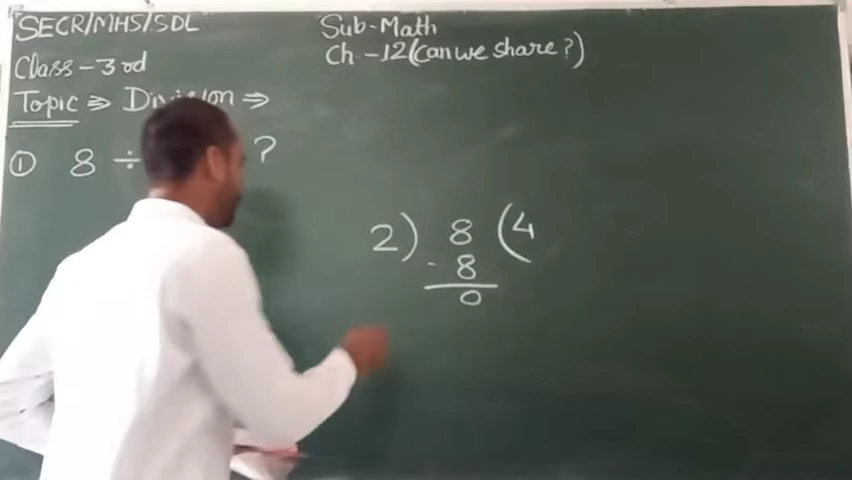 SECR/MHS/SDL
Sub-Math
Class-3rd
Ch-12(can we share?)
Topic ⇒ Division ⇒
① 8 ÷ ?
2) 8 (4
- 8
0